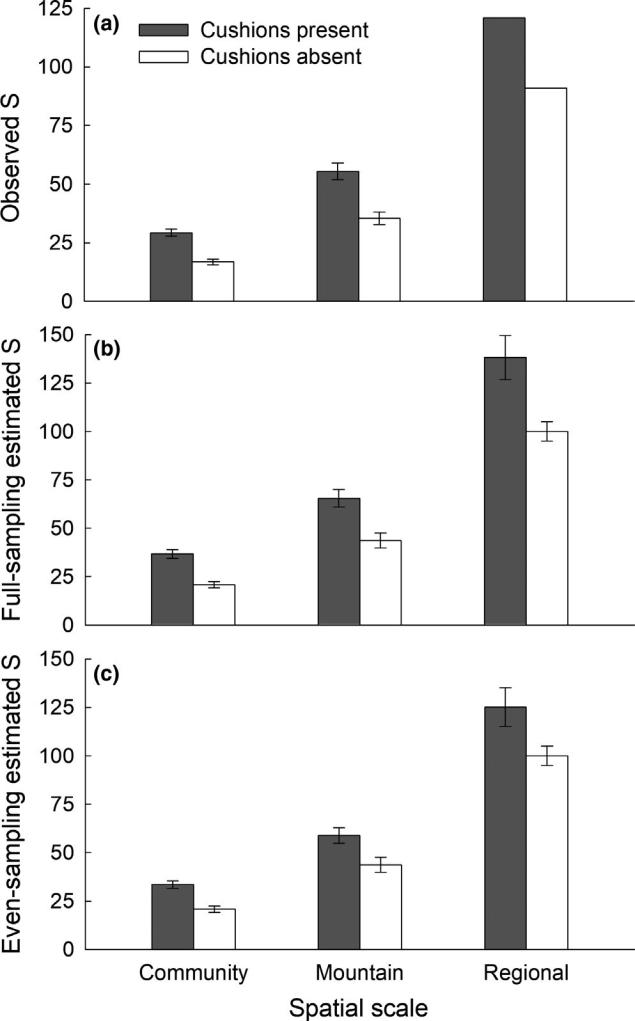 (a)
Cushions present
Cushions absent
Observed S
125
100
75
50
25
0
(b)
Full-sampling estimated S
150
125
100
75
50
25
0
(c)
Even-sampling estimated S
150
125
100
75
50
25
0
Community Mountain Regional
Spatial scale